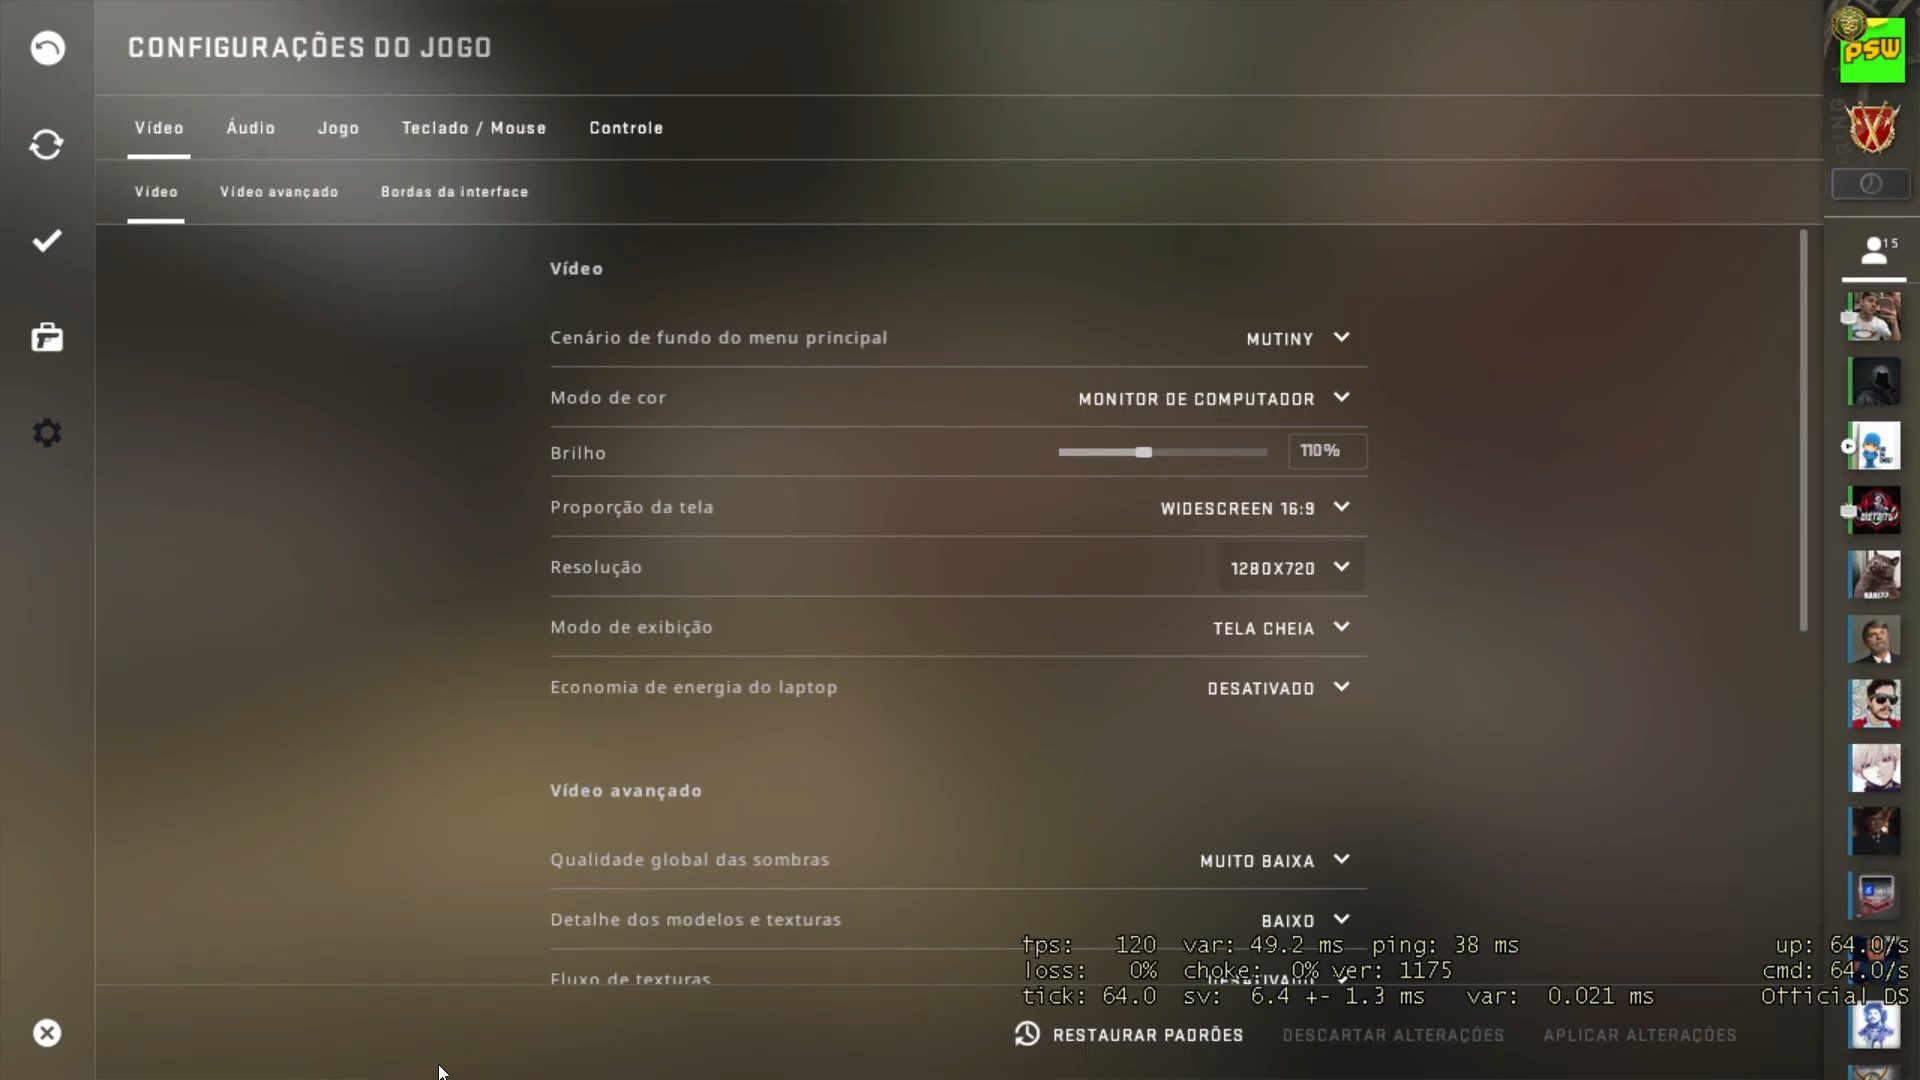 CONFIGURAÇÕES DO JOGO
Vídeo Áudio Jogo Teclado / Mouse Controle
Vídeo Vídeo avançado Bordas da interface
Vídeo
Cenário de fundo do menu principal MUTINY
Modo de cor MONITOR DE COMPUTADOR
Brilho 110%
Proporção da tela WIDESCREEN 16:9
Resolução 1280X720
Modo de exibição TELA CHEIA
Economia de energia do laptop DESATIVADO
Vídeo avançado
Qualidade global das sombras MUITO BAIXA
Detalhe dos modelos e texturas BAIXO
Fluxo de texturas DESATIVADO
fps: 120 var: 49.2 ms ping: 38 ms up: 64.0/s
loss: 0% choke: 0% ver: 1175 cmd: 64.0/s
tick: 64.0 sv: 6.4 +- 1.3 ms var: 0.021 ms Official DS
RESTAURAR PADRÕES DESCARTAR ALTERAÇÕES APLICAR ALTERAÇÕES
PSW
15